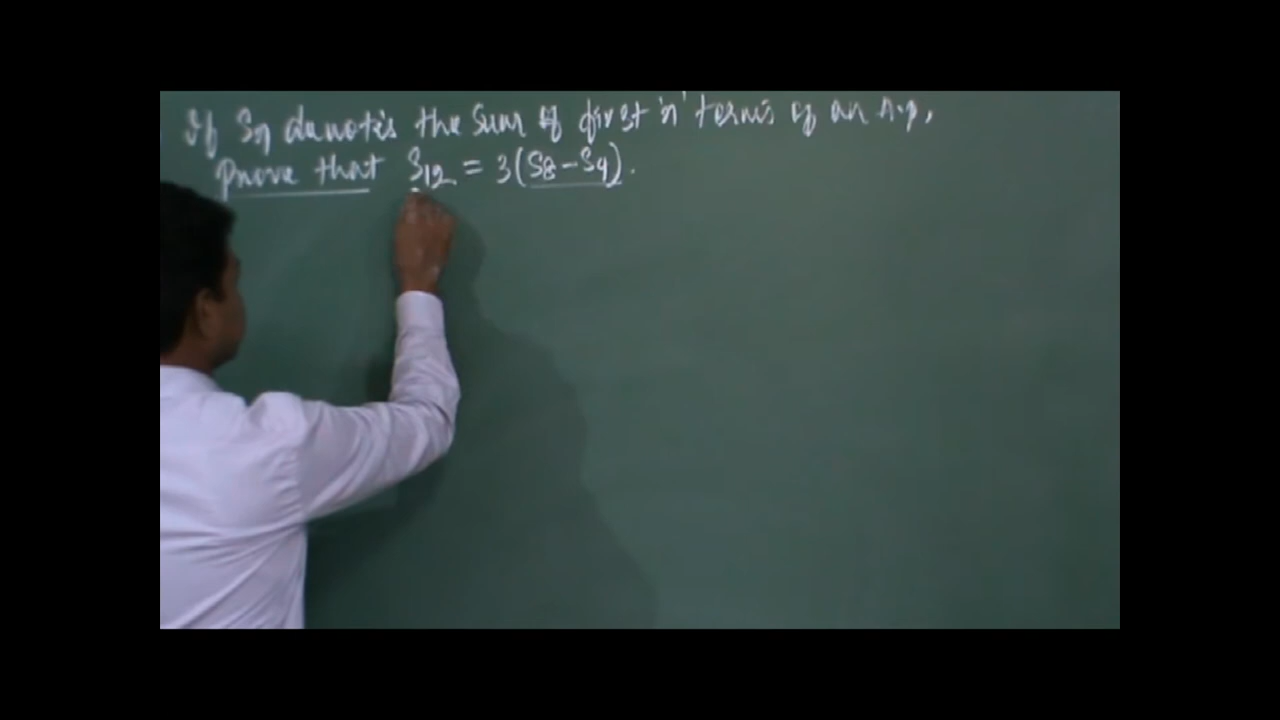 If Sn denotes the Sum of first 'n' terms of an A.p,
Prove that S12 = 3(S8-S4).